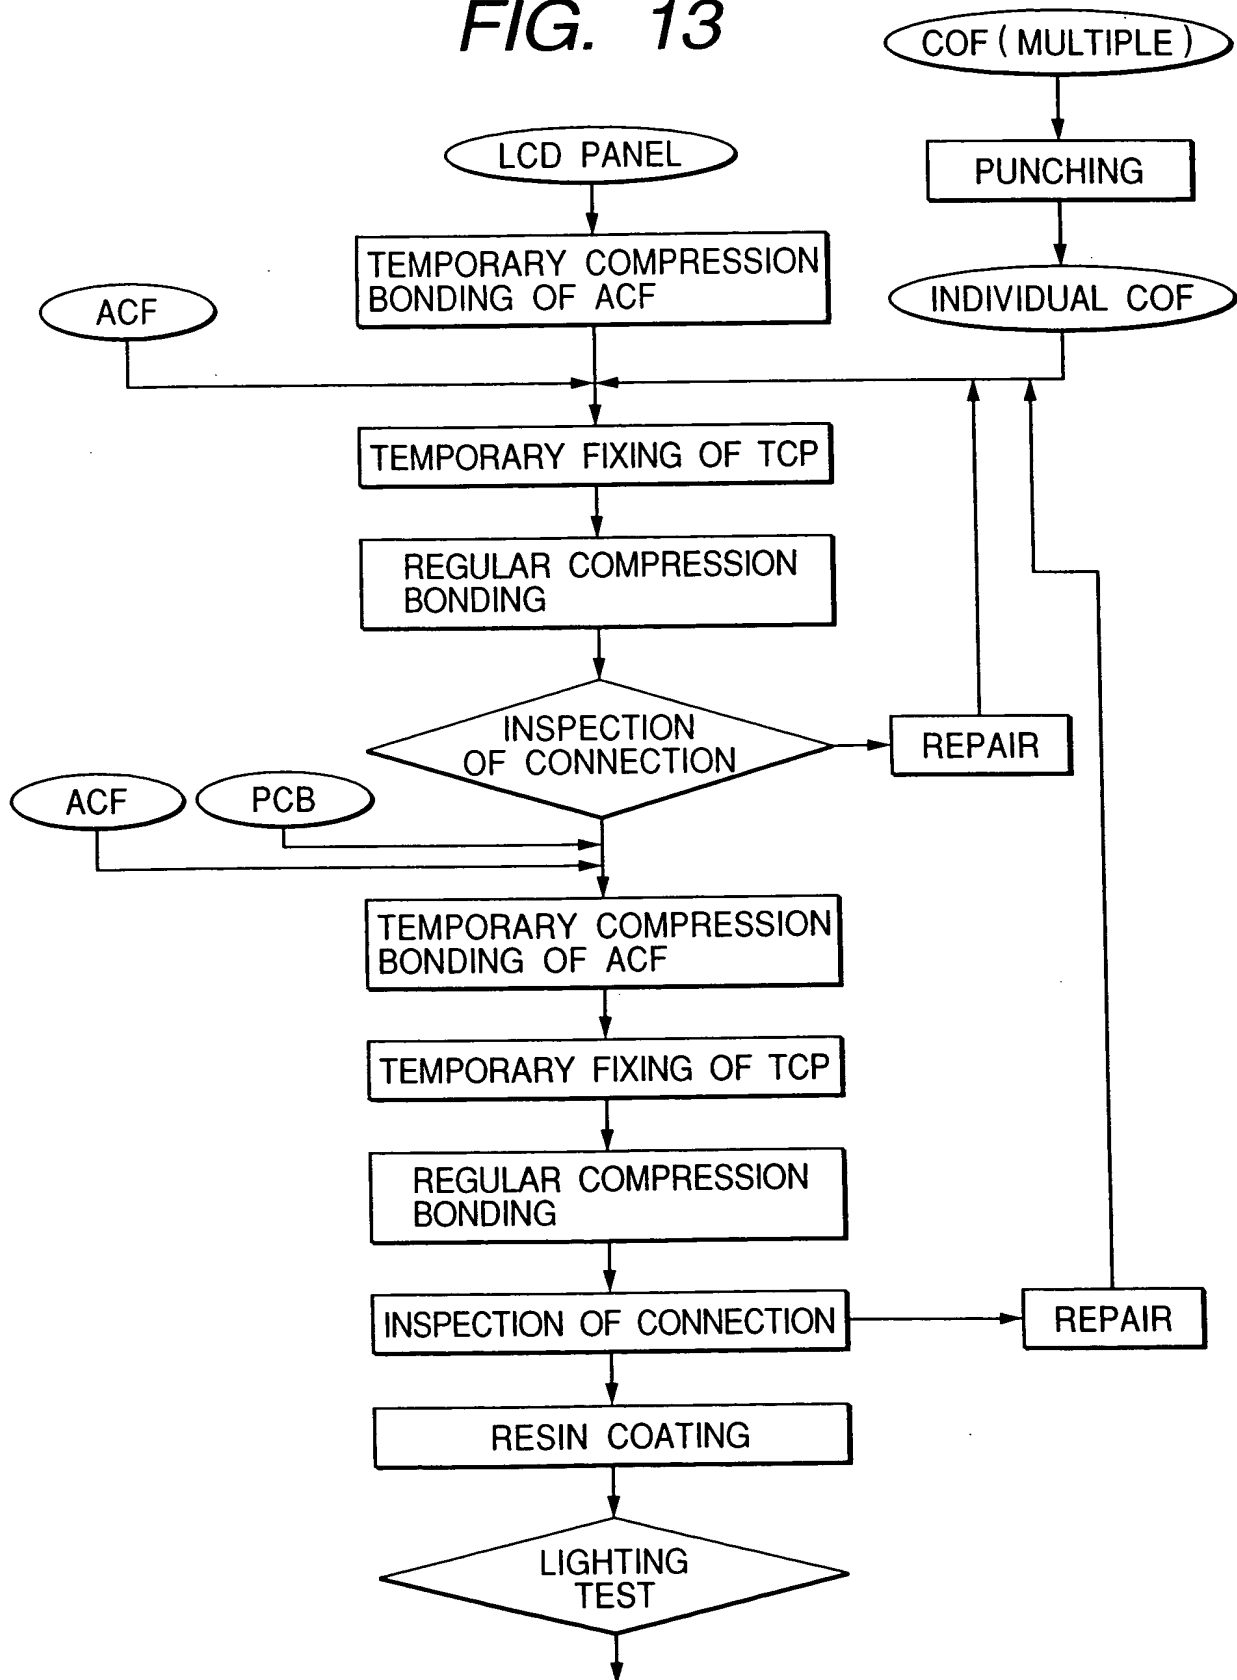 FIG. 13
COF ( MULTIPLE )
LCD PANEL
PUNCHING
TEMPORARY COMPRESSION
BONDING OF ACF
INDIVIDUAL COF
ACF
TEMPORARY FIXING OF TCP
REGULAR COMPRESSION
BONDING
INSPECTION
OF CONNECTION
REPAIR
ACF
PCB
TEMPORARY COMPRESSION
BONDING OF ACF
TEMPORARY FIXING OF TCP
REGULAR COMPRESSION
BONDING
INSPECTION OF CONNECTION
REPAIR
RESIN COATING
LIGHTING
TEST